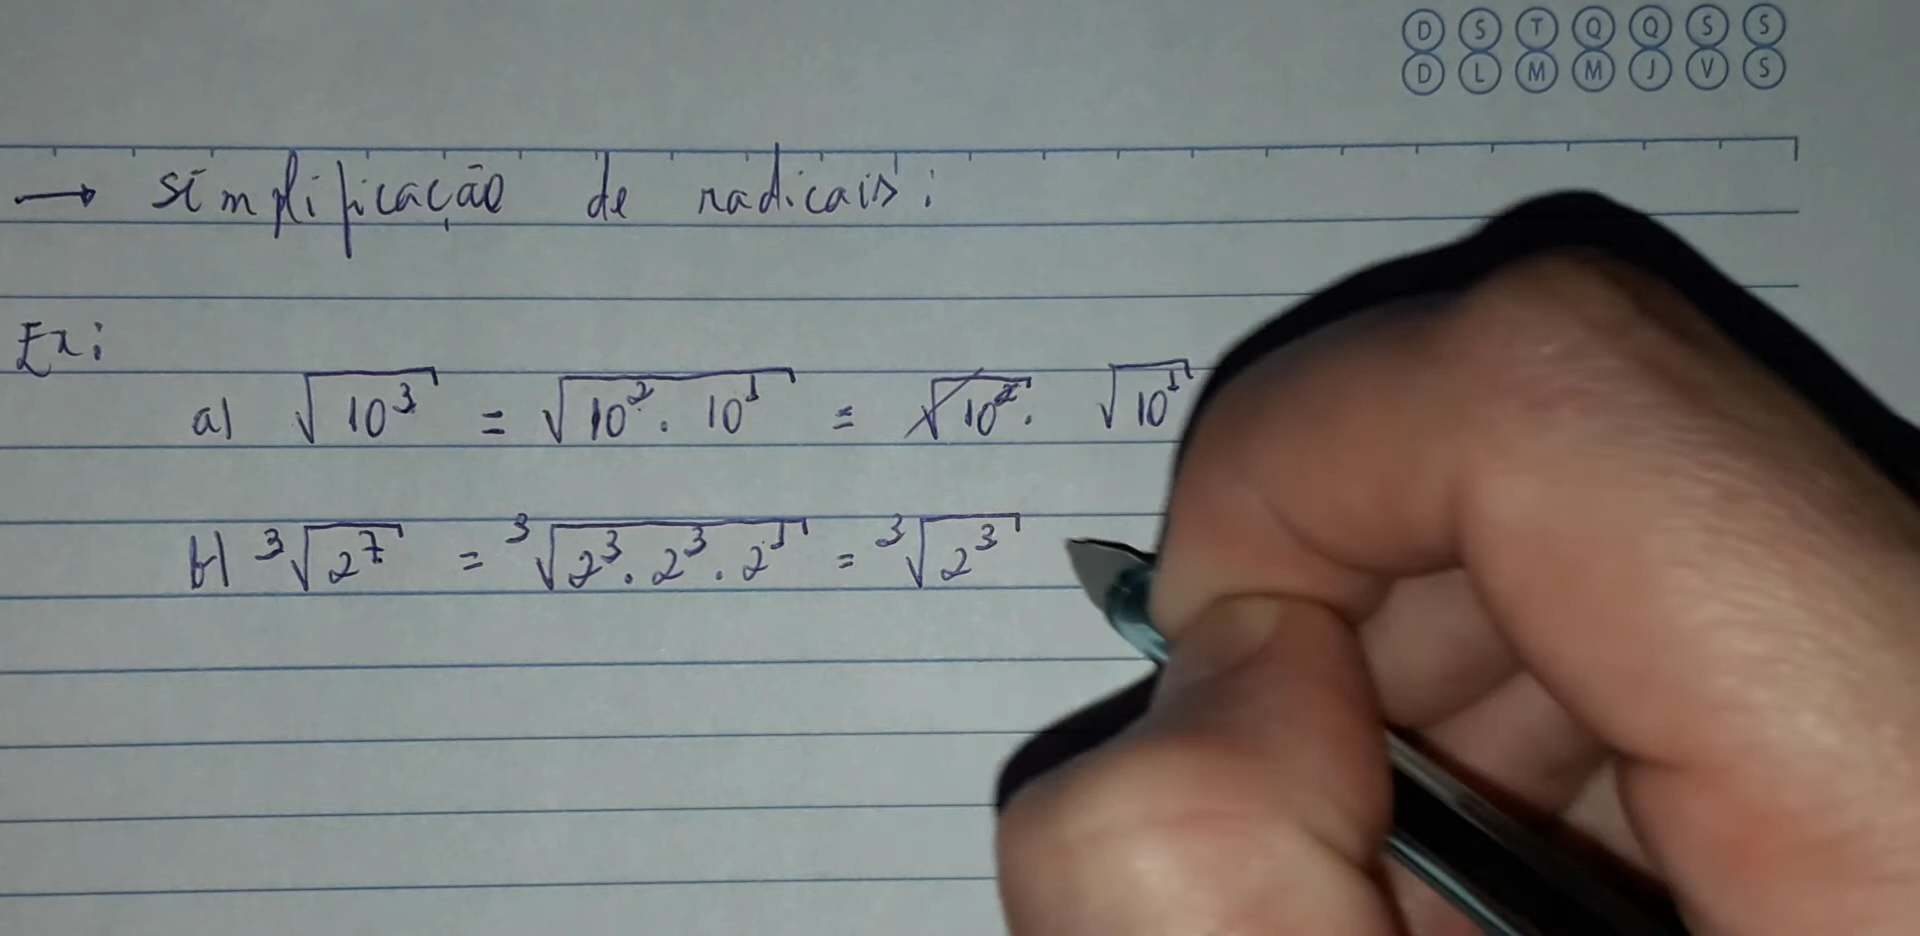 D S T Q Q S S
D L M M J V S
→ simplificação de radicais:
Ex:
a) √10³ = √10² . 10¹ = √10² . √10¹
b) ³√2⁷ = ³√2³ . 2³ . 2¹ = ³√2³